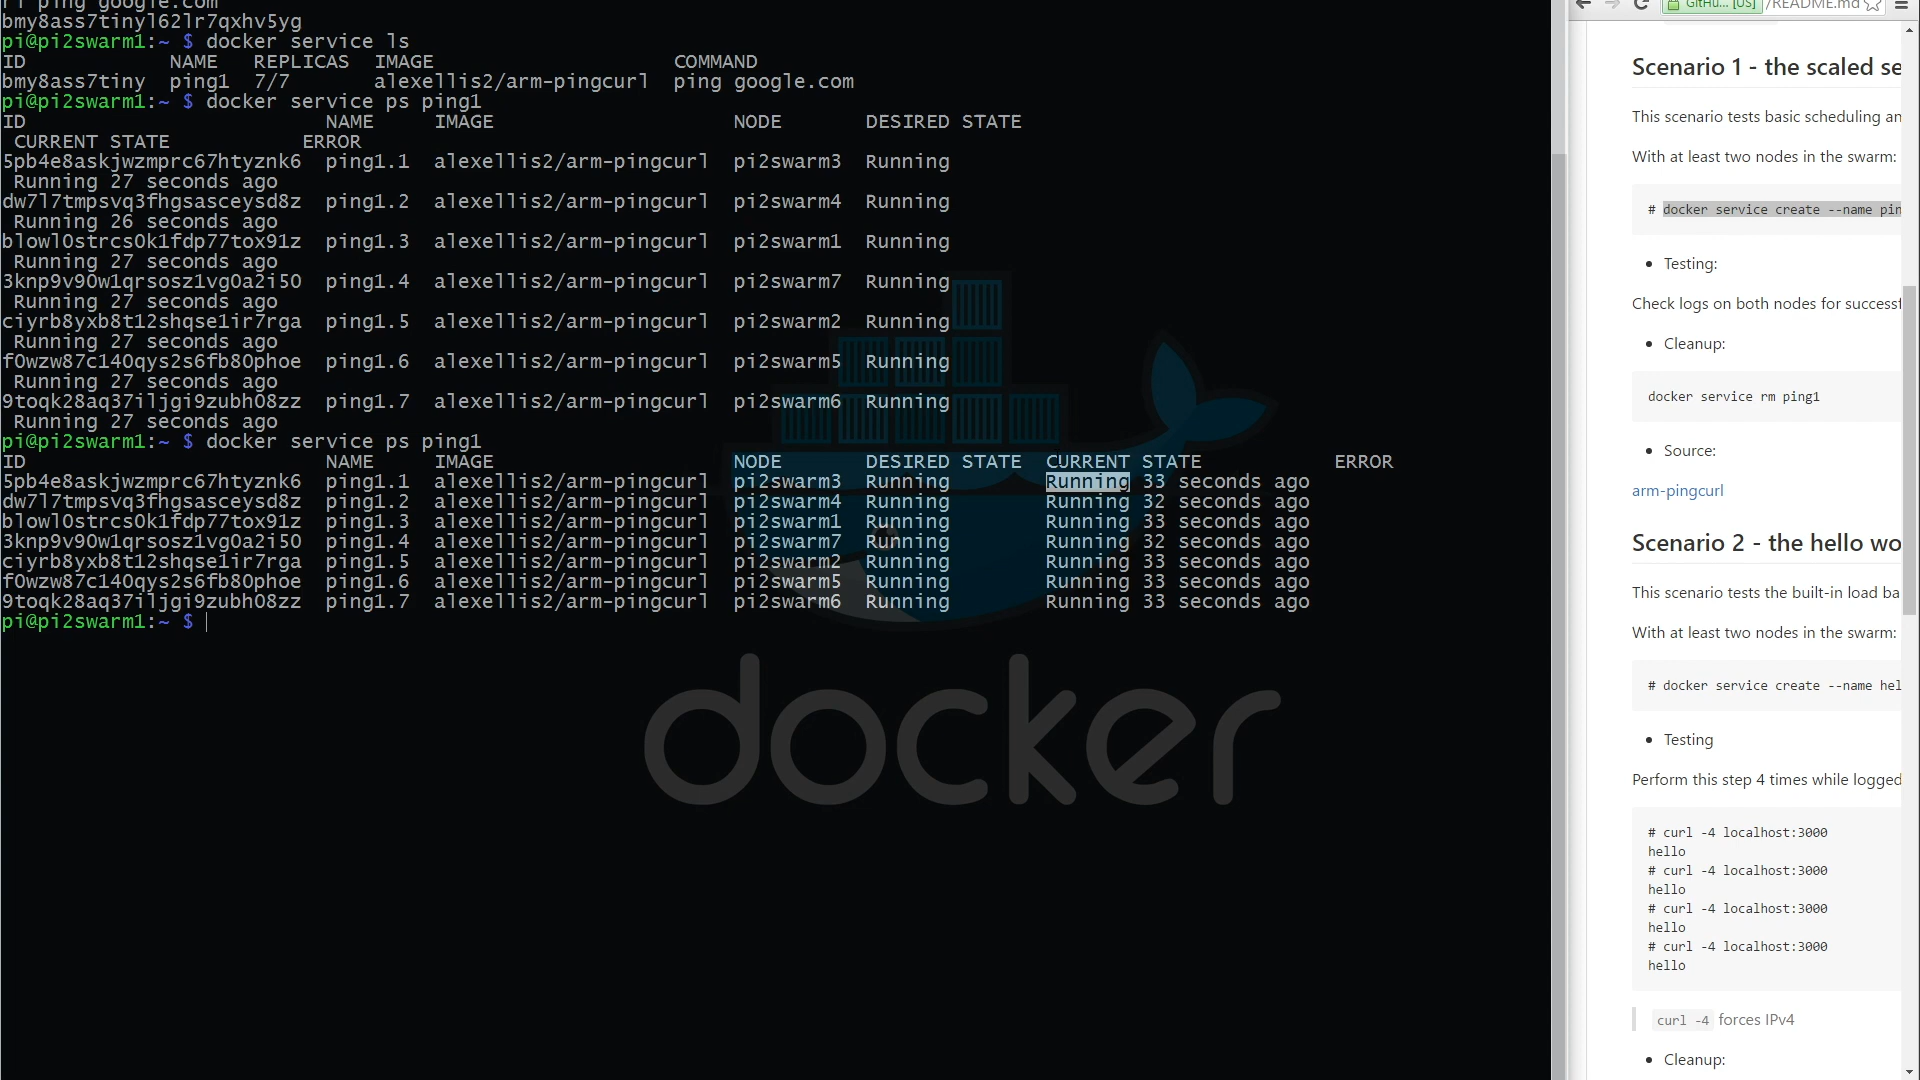 ri ping google.com
bmy8ass7tinyl62lr7qxhv5yg
pi@pi2swarm1:~ $ docker service ls
ID            NAME   REPLICAS  IMAGE                    COMMAND
bmy8ass7tiny  ping1  7/7       alexellis2/arm-pingcurl  ping google.com
pi@pi2swarm1:~ $ docker service ps ping1
ID                         NAME     IMAGE                    NODE       DESIRED STATE
 CURRENT STATE           ERROR
5pb4e8askjwzmprc67htyznk6  ping1.1  alexellis2/arm-pingcurl  pi2swarm3  Running
 Running 27 seconds ago
dw7l7tmpsvq3fhgsasceysd8z  ping1.2  alexellis2/arm-pingcurl  pi2swarm4  Running
 Running 26 seconds ago
blowl0strcs0k1fdp77tox91z  ping1.3  alexellis2/arm-pingcurl  pi2swarm1  Running
 Running 27 seconds ago
3knp9v90w1qrsosz1vg0a2i50  ping1.4  alexellis2/arm-pingcurl  pi2swarm7  Running
 Running 27 seconds ago
ciyrb8yxb8t12shqse1ir7rga  ping1.5  alexellis2/arm-pingcurl  pi2swarm2  Running
 Running 27 seconds ago
f0wzw87c140qys2s6fb80phoe  ping1.6  alexellis2/arm-pingcurl  pi2swarm5  Running
 Running 27 seconds ago
9toqk28aq37iljgi9zubh08zz  ping1.7  alexellis2/arm-pingcurl  pi2swarm6  Running
 Running 27 seconds ago
pi@pi2swarm1:~ $ docker service ps ping1
ID                         NAME     IMAGE                    NODE       DESIRED STATE  CURRENT STATE           ERROR
5pb4e8askjwzmprc67htyznk6  ping1.1  alexellis2/arm-pingcurl  pi2swarm3  Running        Running 33 seconds ago
dw7l7tmpsvq3fhgsasceysd8z  ping1.2  alexellis2/arm-pingcurl  pi2swarm4  Running        Running 32 seconds ago
blowl0strcs0k1fdp77tox91z  ping1.3  alexellis2/arm-pingcurl  pi2swarm1  Running        Running 33 seconds ago
3knp9v90w1qrsosz1vg0a2i50  ping1.4  alexellis2/arm-pingcurl  pi2swarm7  Running        Running 32 seconds ago
ciyrb8yxb8t12shqse1ir7rga  ping1.5  alexellis2/arm-pingcurl  pi2swarm2  Running        Running 33 seconds ago
f0wzw87c140qys2s6fb80phoe  ping1.6  alexellis2/arm-pingcurl  pi2swarm5  Running        Running 33 seconds ago
9toqk28aq37iljgi9zubh08zz  ping1.7  alexellis2/arm-pingcurl  pi2swarm6  Running        Running 33 seconds ago
pi@pi2swarm1:~ $
docker
GitHu... [US] /README.md
Scenario 1 - the scaled se
This scenario tests basic scheduling an
With at least two nodes in the swarm:
# docker service create --name pin
• Testing:
Check logs on both nodes for successf
• Cleanup:
docker service rm ping1
• Source:
arm-pingcurl
Scenario 2 - the hello wo
This scenario tests the built-in load ba
With at least two nodes in the swarm:
# docker service create --name hel
• Testing
Perform this step 4 times while logged
# curl -4 localhost:3000
hello
# curl -4 localhost:3000
hello
# curl -4 localhost:3000
hello
# curl -4 localhost:3000
hello
curl -4 forces IPv4
• Cleanup: